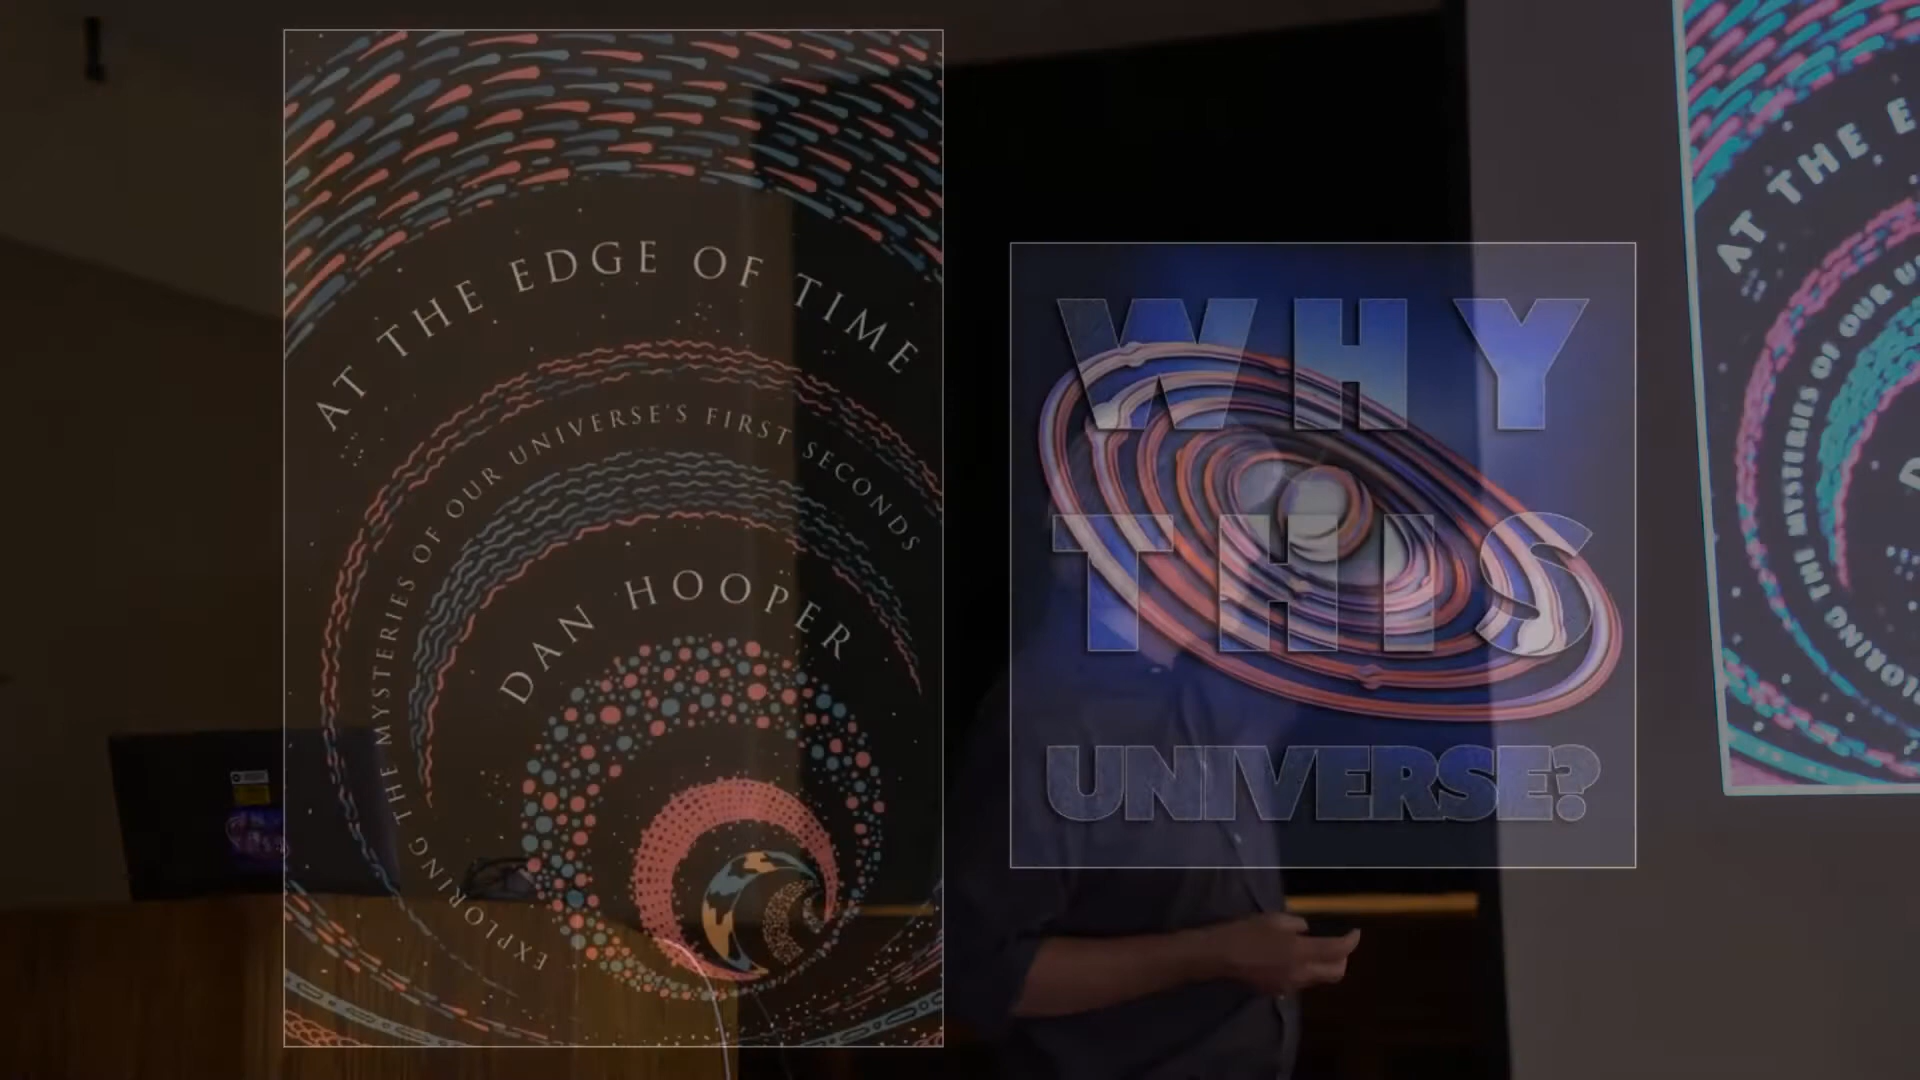 AT THE EDGE OF TIME
EXPLORING THE MYSTERIES OF OUR UNIVERSE'S FIRST SECONDS
DAN HOOPER
WHY
THIS
UNIVERSE?
AT THE E
LORING THE MYSTERIES OF OUR U
D